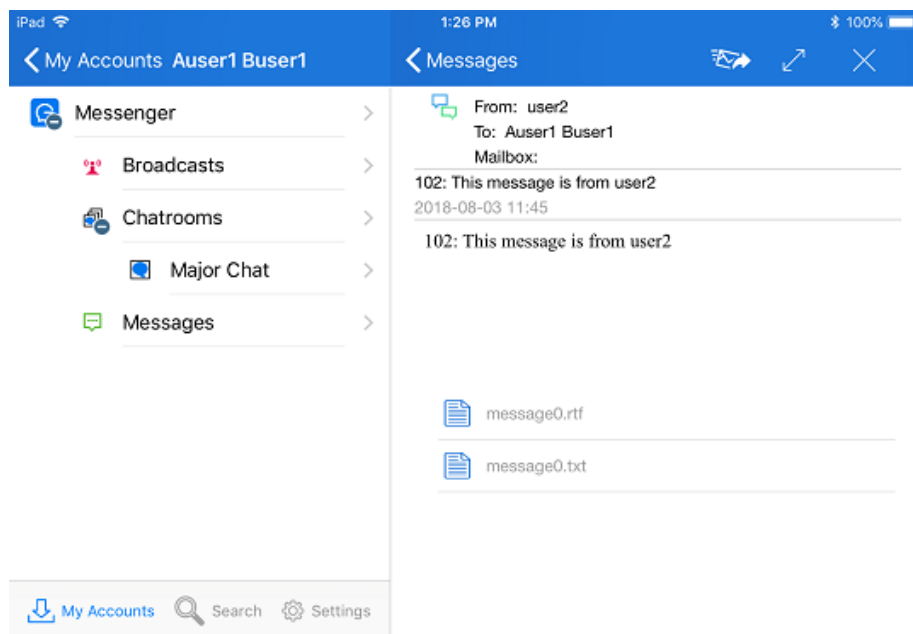 iPad 1:26 PM 100%
My Accounts Auser1 Buser1
Messenger
Broadcasts
Chatrooms
Major Chat
Messages
My Accounts Search Settings
Messages
From: user2
To: Auser1 Buser1
Mailbox:
102: This message is from user2
2018-08-03 11:45
102: This message is from user2
message0.rtf
message0.txt